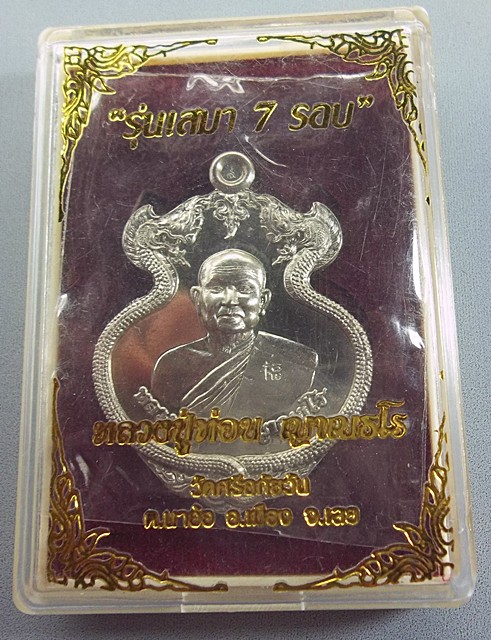 “รุ่นเสมา 7 รอบ”
หลวงปู่ท่อน ญาณธโร
วัดศรีอภัยวัน
ต.นาอ้อ อ.เมือง จ.เลย